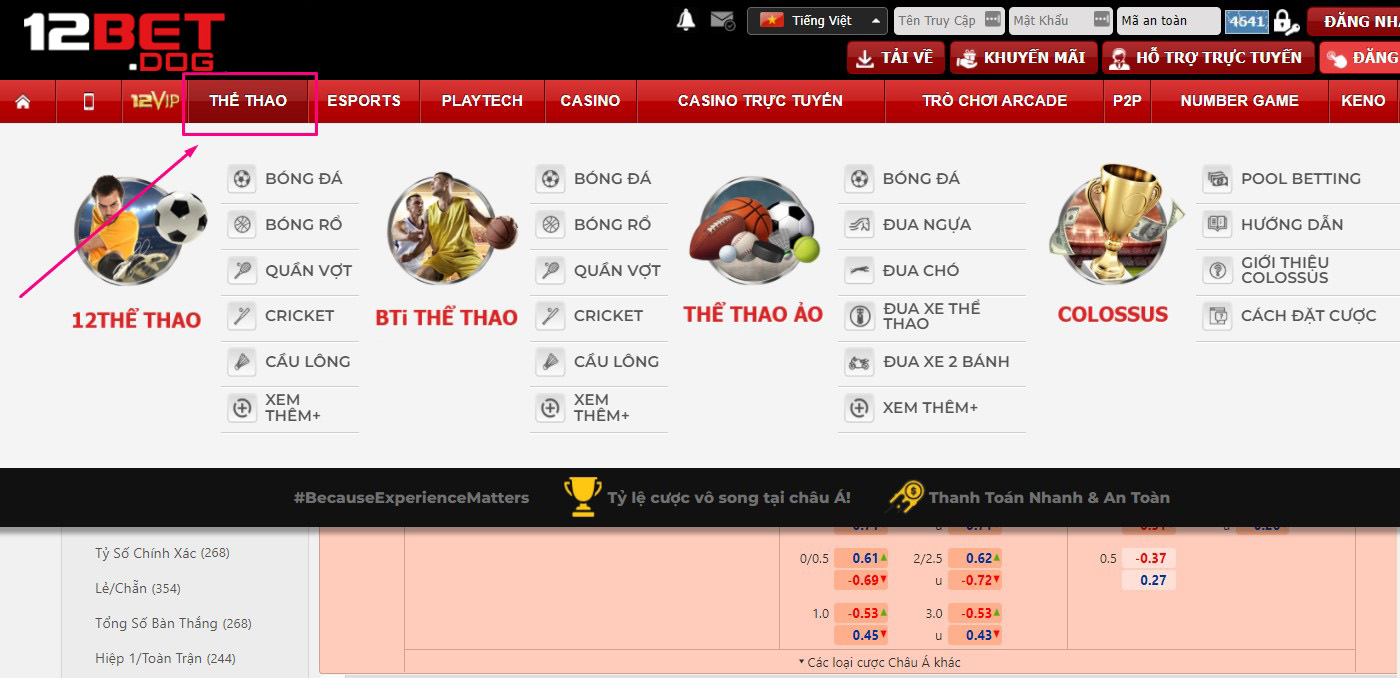 12BET
.DOG
Tiếng Việt
Tên Truy Cập
Mật Khẩu
Mã an toàn
4641
ĐĂNG NH
TẢI VỀ
KHUYẾN MÃI
HỖ TRỢ TRỰC TUYẾN
ĐĂNG
12VIP
THỂ THAO
ESPORTS
PLAYTECH
CASINO
CASINO TRỰC TUYẾN
TRÒ CHƠI ARCADE
P2P
NUMBER GAME
KENO
12THỂ THAO
BÓNG ĐÁ
BÓNG RỔ
QUẦN VỢT
CRICKET
CẦU LÔNG
XEM
THÊM+
BTi THỂ THAO
BÓNG ĐÁ
BÓNG RỔ
QUẦN VỢT
CRICKET
CẦU LÔNG
XEM
THÊM+
THỂ THAO ẢO
BÓNG ĐÁ
ĐUA NGỰA
ĐUA CHÓ
ĐUA XE THỂ
THAO
ĐUA XE 2 BÁNH
XEM THÊM+
COLOSSUS
POOL BETTING
HƯỚNG DẪN
GIỚI THIỆU
COLOSSUS
CÁCH ĐẶT CƯỢC
#BecauseExperienceMatters
Tỷ lệ cược vô song tại châu Á!
Thanh Toán Nhanh & An Toàn
Tỷ Số Chính Xác (268)
Lẻ/Chẵn (354)
Tổng Số Bàn Thắng (268)
Hiệp 1/Toàn Trận (244)
0/0.5 0.61 2/2.5 0.62 0.5 -0.37
-0.69 u -0.72 0.27
1.0 -0.53 3.0 -0.53
0.45 u 0.43
Các loại cược Châu Á khác